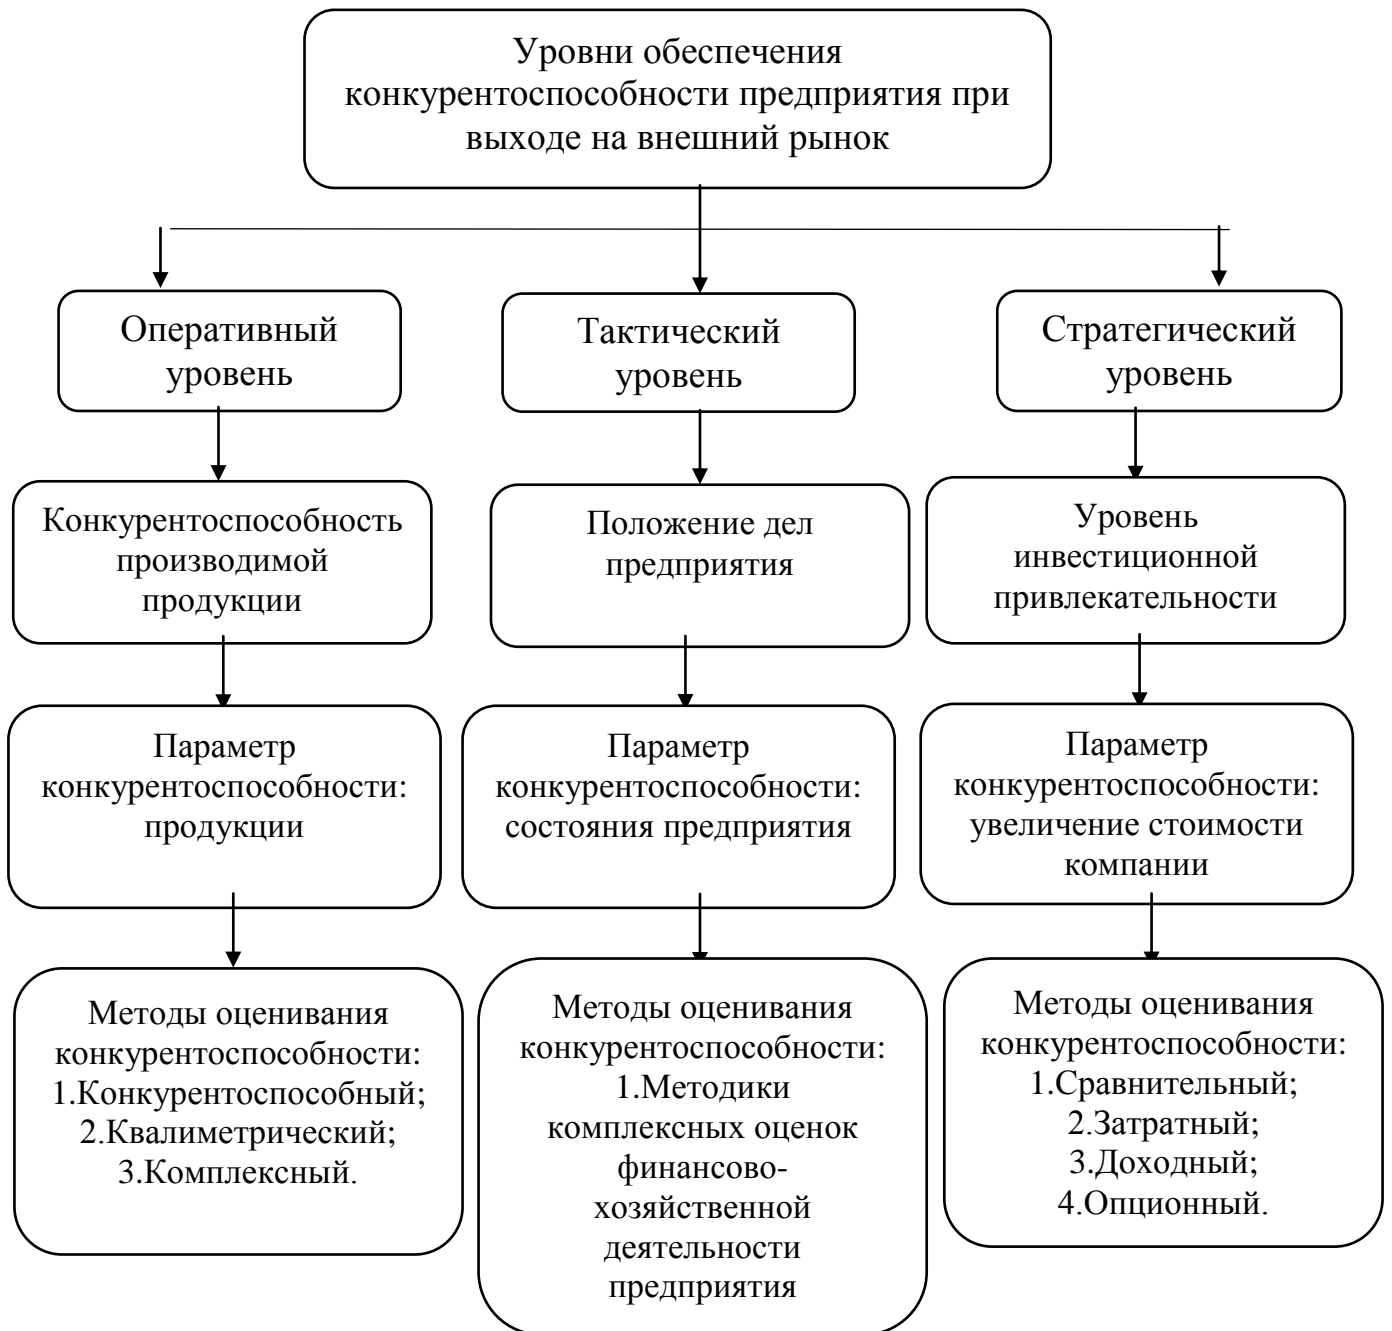 Уровни обеспечения
конкурентоспособности предприятия при
выходе на внешний рынок
Оперативный
уровень
Тактический
уровень
Стратегический
уровень
Конкурентоспособность
производимой
продукции
Положение дел
предприятия
Уровень
инвестиционной
привлекательности
Параметр
конкурентоспособности:
продукции
Параметр
конкурентоспособности:
состояния предприятия
Параметр
конкурентоспособности:
увеличение стоимости
компании
Методы оценивания
конкурентоспособности:
1.Конкурентоспособный;
2.Квалиметрический;
3.Комплексный.
Методы оценивания
конкурентоспособности:
1.Методики
комплексных оценок
финансово-
хозяйственной
деятельности
предприятия
Методы оценивания
конкурентоспособности:
1.Сравнительный;
2.Затратный;
3.Доходный;
4.Опционный.